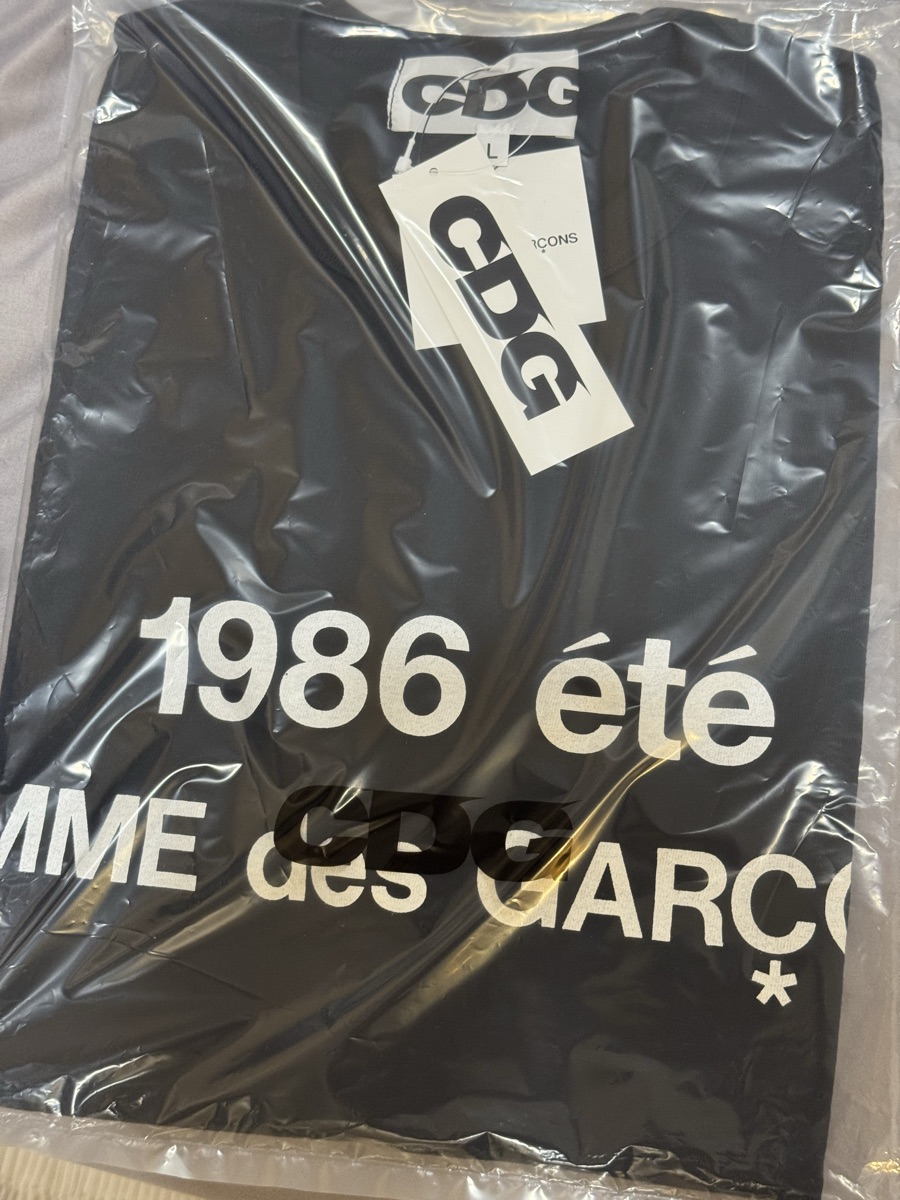 CDG
L
RÇONS
*
CDG
1986 été
MME des GARÇO
*
CDG